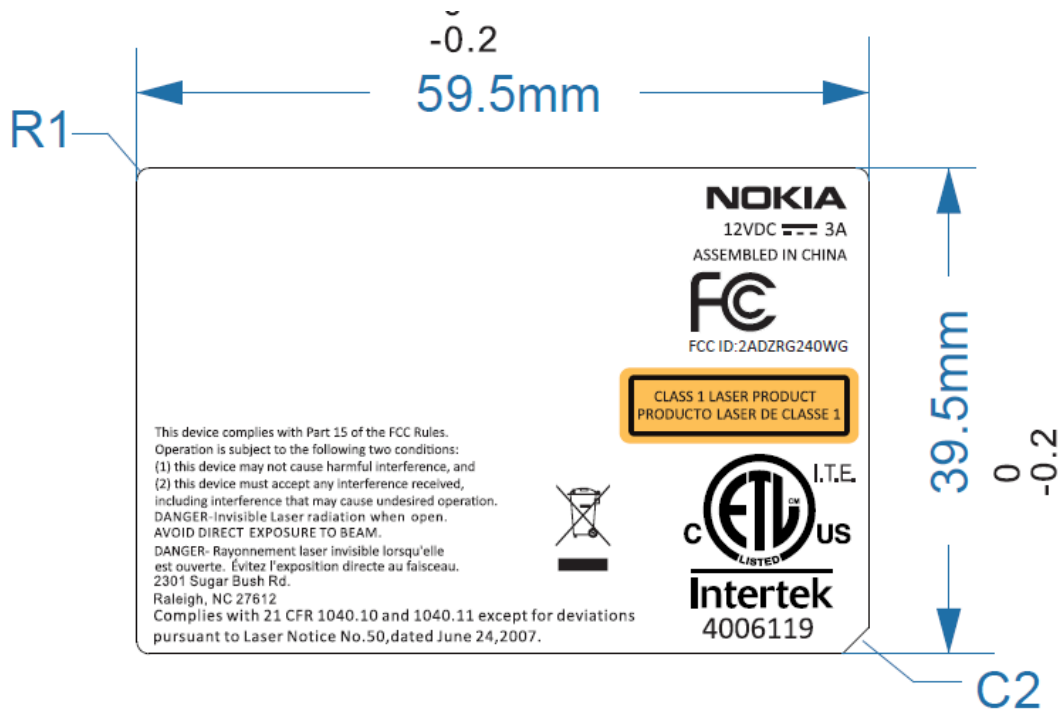 -0.2
59.5mm
R1
NOKIA
12VDC 3A
ASSEMBLED IN CHINA
FC
FCC ID:2ADZRG240WG
CLASS 1 LASER PRODUCT
PRODUCTO LASER DE CLASSE 1
This device complies with Part 15 of the FCC Rules.
Operation is subject to the following two conditions:
(1) this device may not cause harmful interference, and
(2) this device must accept any interference received,
including interference that may cause undesired operation.
DANGER-Invisible Laser radiation when open.
AVOID DIRECT EXPOSURE TO BEAM.
DANGER- Rayonnement laser invisible lorsqu'elle
est ouverte. Évitez l'exposition directe au faisceau.
2301 Sugar Bush Rd.
Raleigh, NC 27612
Complies with 21 CFR 1040.10 and 1040.11 except for deviations
pursuant to Laser Notice No.50,dated June 24,2007.
ETL CM
LISTED
C US
I.T.E.
Intertek
4006119
39.5mm
0
-0.2
C2